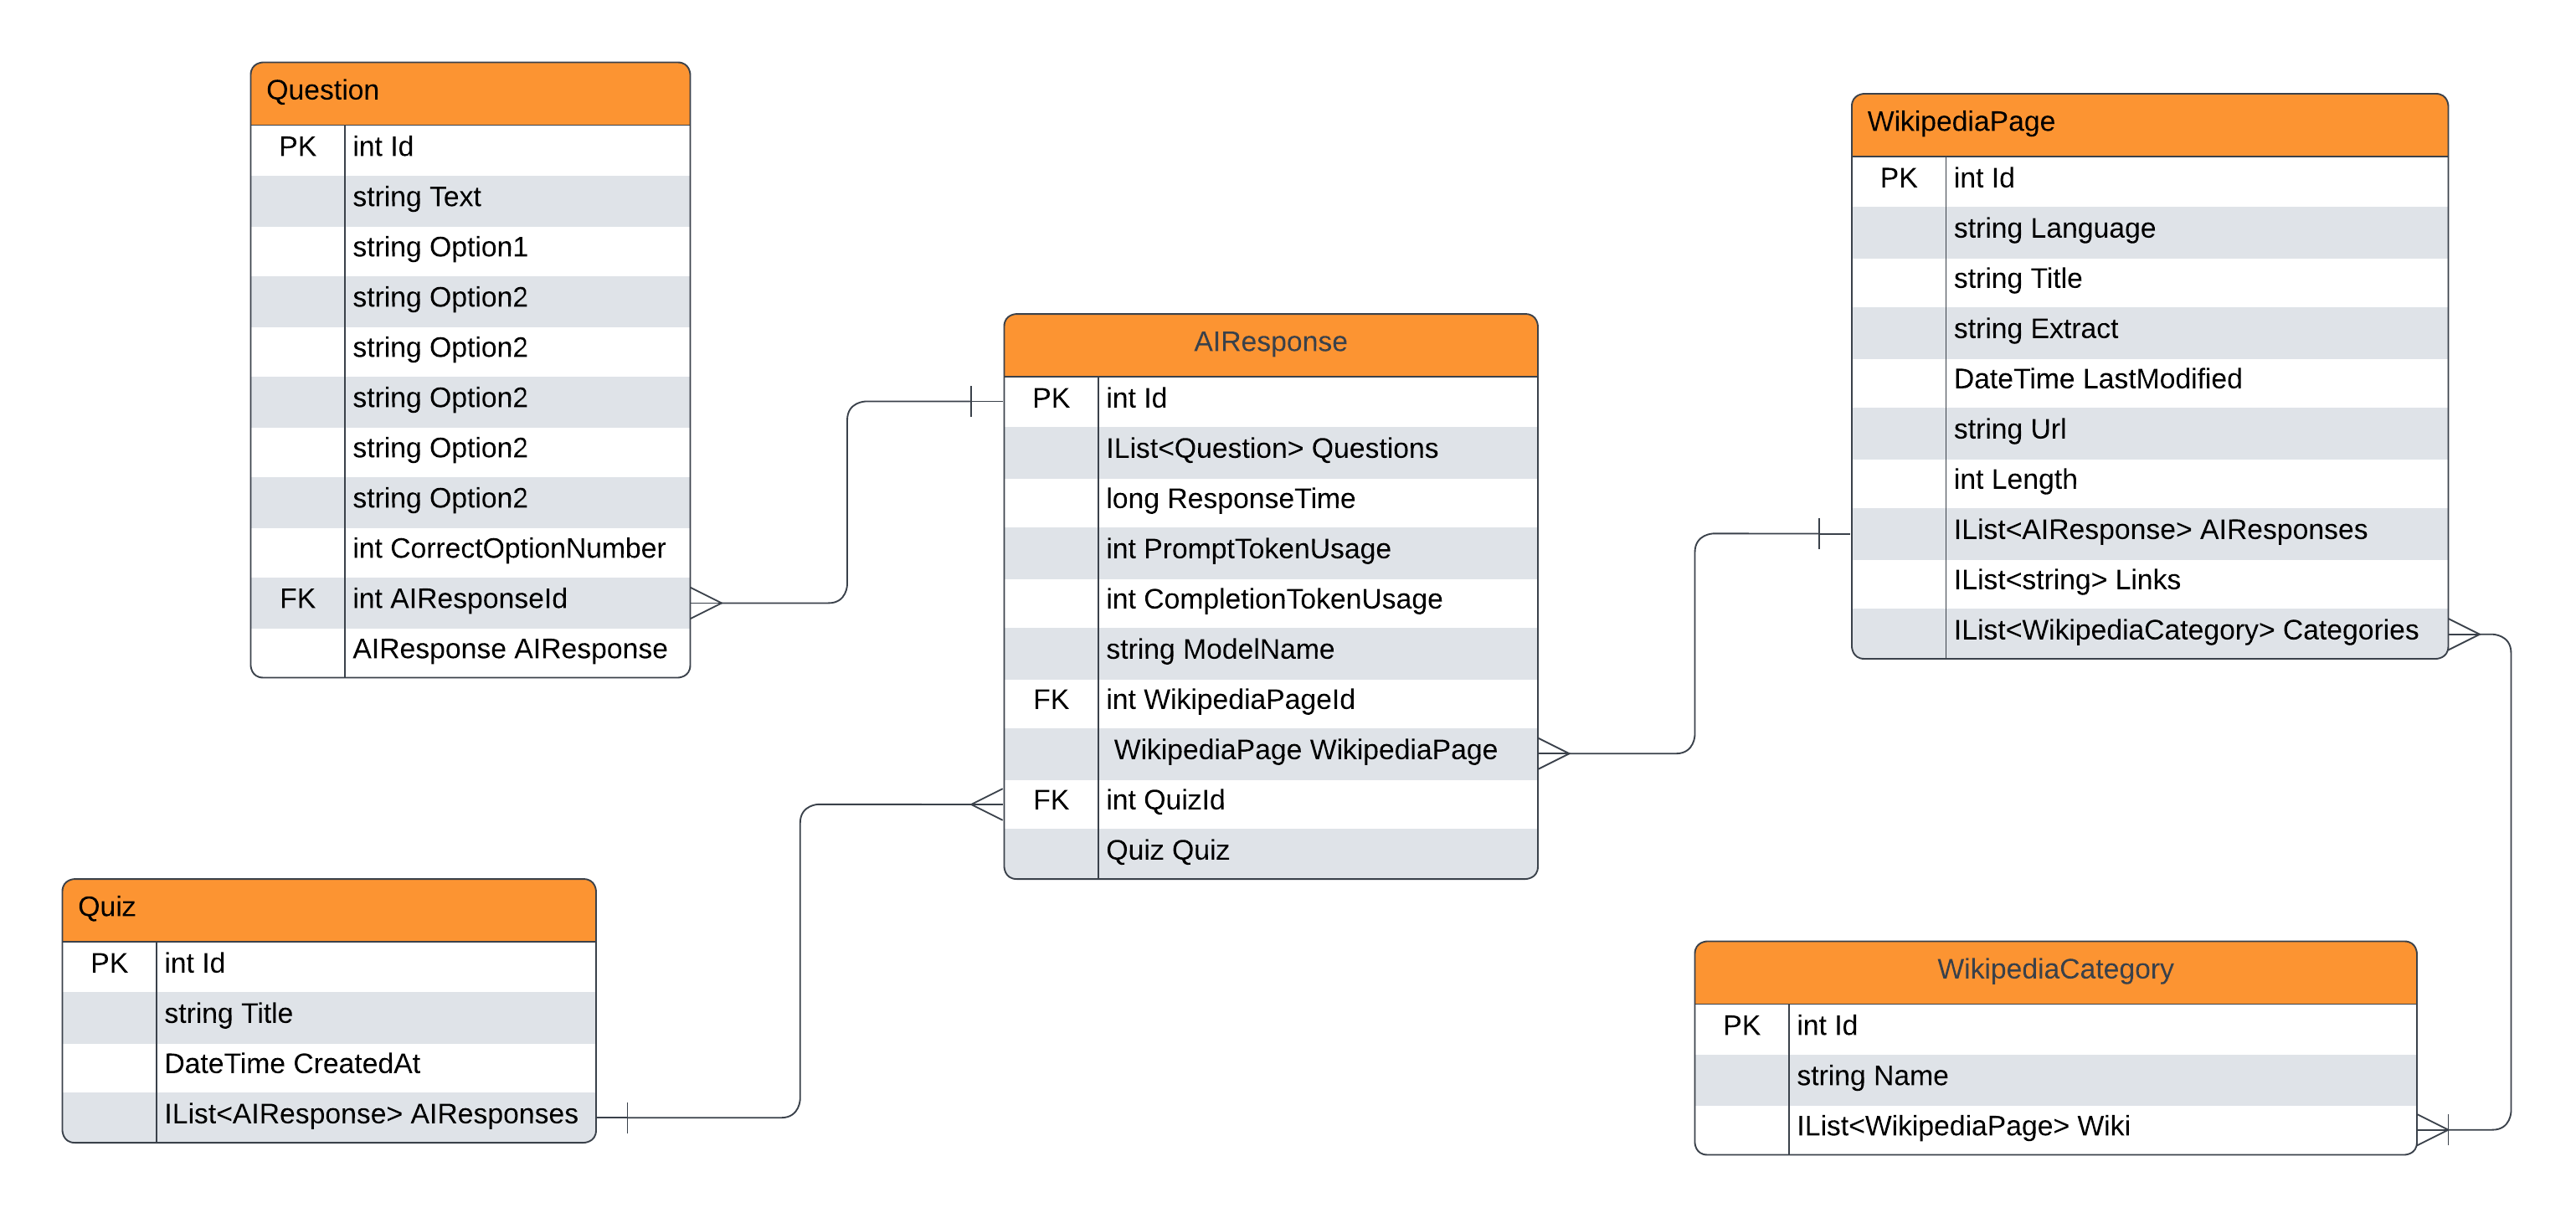 Question
PK int Id
string Text
string Option1
string Option2
string Option2
string Option2
string Option2
string Option2
int CorrectOptionNumber
FK int AIResponseId
AIResponse AIResponse
AIResponse
PK int Id
IList<Question> Questions
long ResponseTime
int PromptTokenUsage
int CompletionTokenUsage
string ModelName
FK int WikipediaPageId
WikipediaPage WikipediaPage
FK int QuizId
Quiz Quiz
WikipediaPage
PK int Id
string Language
string Title
string Extract
DateTime LastModified
string Url
int Length
IList<AIResponse> AIResponses
IList<string> Links
IList<WikipediaCategory> Categories
Quiz
PK int Id
string Title
DateTime CreatedAt
IList<AIResponse> AIResponses
WikipediaCategory
PK int Id
string Name
IList<WikipediaPage> Wiki